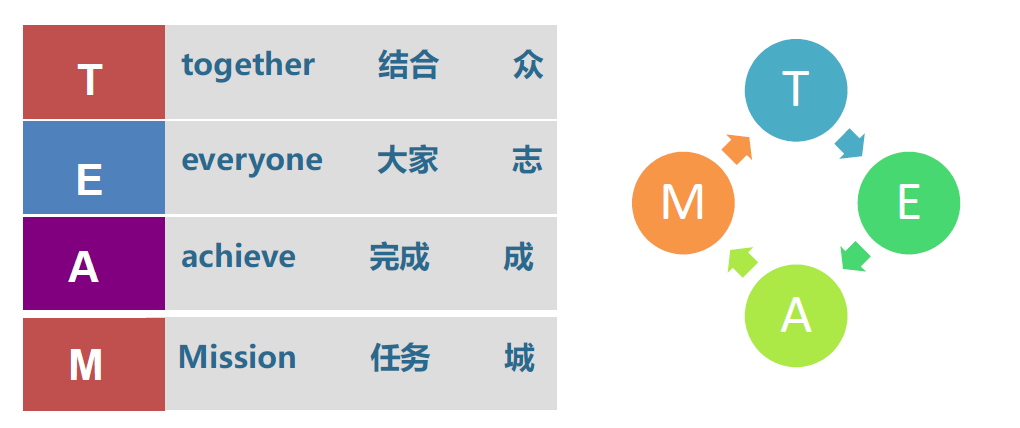 T together 结合 众
E everyone 大家 志
A achieve 完成 成
M Mission 任务 城
T
M E
A